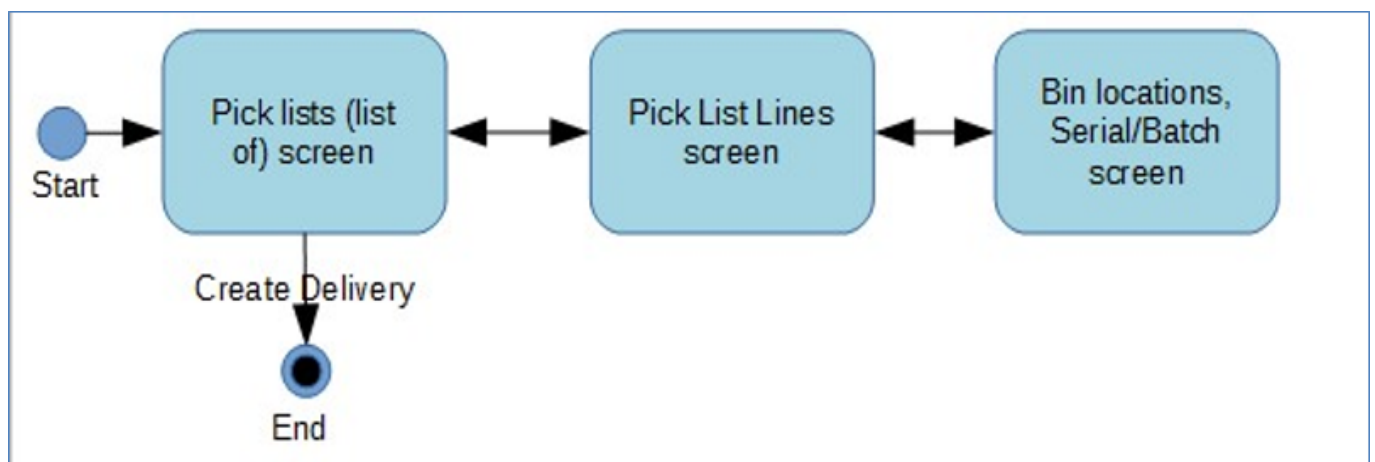 Start
Pick lists (list
of) screen
Pick List Lines
screen
Bin locations,
Serial/Batch
screen
Create Delivery
End